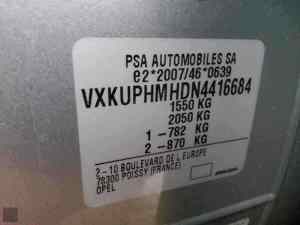 PSA AUTOMOBILES SA
e2*2007/46*0639
VXKUPHMHDN4416684
1550 KG
2050 KG
1 -782 KG
2 -870 KG
2 - 10 BOULEVARD DE L EUROPE
78300 POISSY (FRANCE)
OPEL